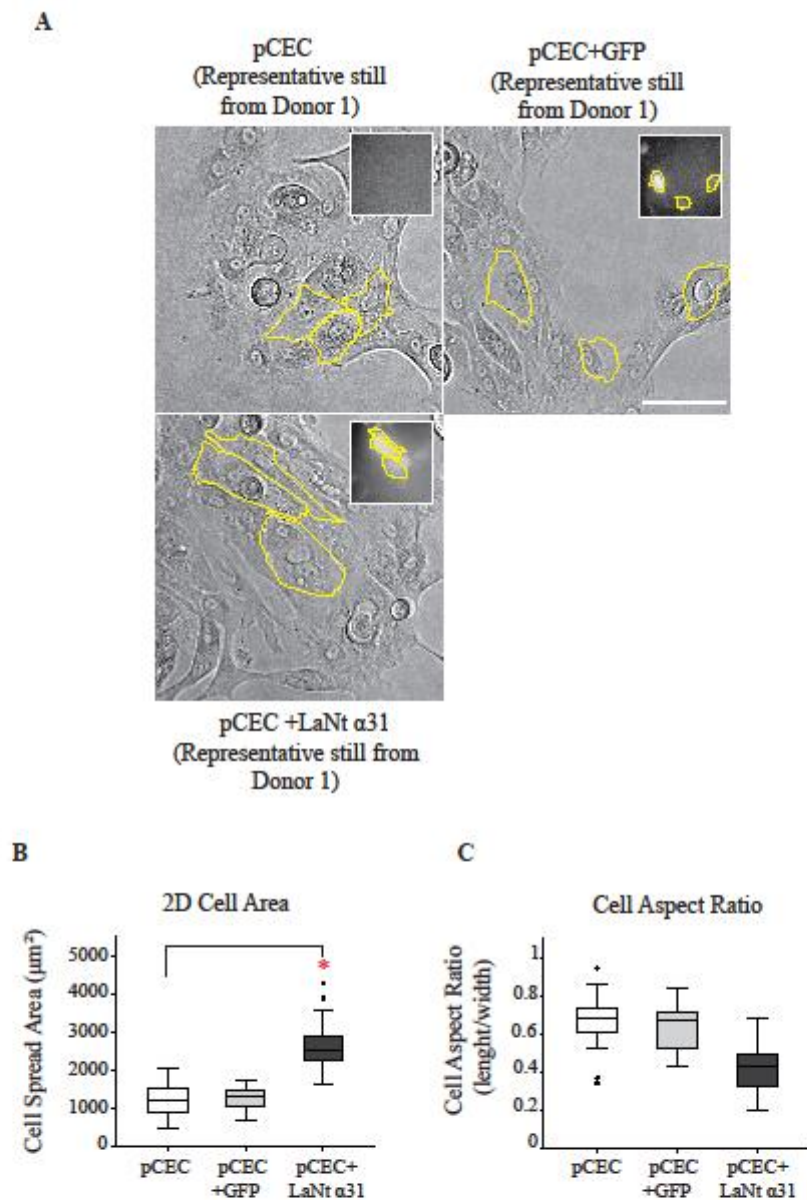 A
pCEC
(Representative still
from Donor 1)
pCEC+GFP
(Representative still
from Donor 1)
pCEC +LaNt α31
(Representative still from
Donor 1)
B
2D Cell Area
Cell Spread Area (µm²)
5000
4000
3000
2000
1000
0
*
pCEC
pCEC
+GFP
pCEC+
LaNt α31
C
Cell Aspect Ratio
Cell Aspect Ratio
(lenght/width)
1
0.8
0.6
0.4
0.2
0
pCEC
pCEC
+GFP
pCEC+
LaNt α31